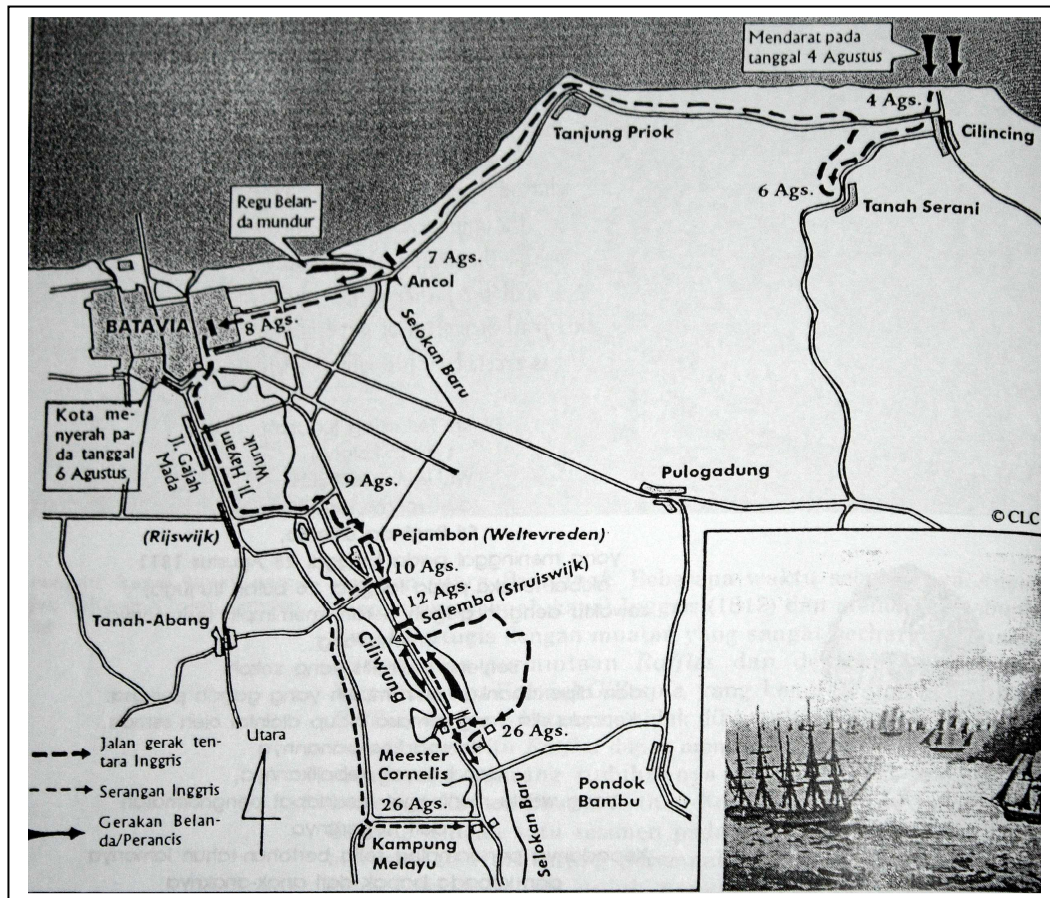 Mendarat pada
tanggal 4 Agustus
4 Ags.
Cilincing
Tanjung Priok
6 Ags.
Tanah Serani
Regu Belan-
da mundur
7 Ags.
Ancol
BATAVIA
8 Ags.
Selokan Baru
Kota me-
nyerah pa-
da tanggal
6 Agustus
Jl. Gajah
Mada
Jl. Hayam
Wuruk
9 Ags.
Pulogadung
© CLC
(Rijswijk)
Pejambon (Weltevreden)
10 Ags.
Salemba (Struiswijk)
Tanah-Abang
Ciliwung
26 Ags.
Utara
Jalan gerak ten-
tara Inggris
Serangan Inggris
Gerakan Belan-
da/Perancis
Meester
Cornelis
26 Ags.
Kampung
Melayu
Selokan Baru
Pondok
Bambu